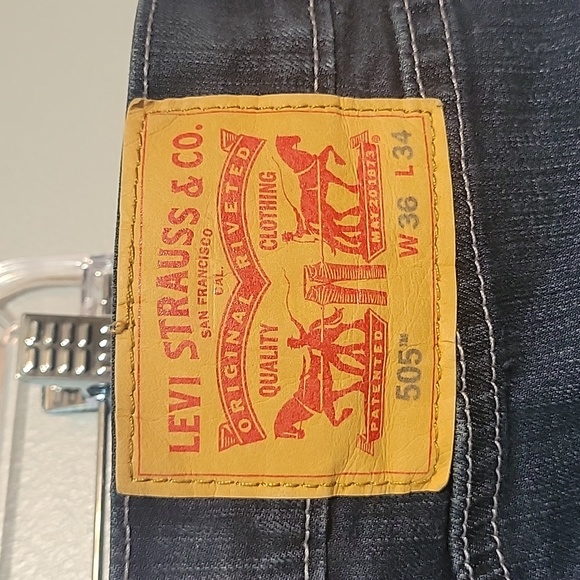 LEVI STRAUSS & CO.
SAN FRANCISCO
CAL.
ORIGINAL RIVETED
QUALITY CLOTHING
PATENTED MAY 20 1873 ®
505™ W 36 L 34